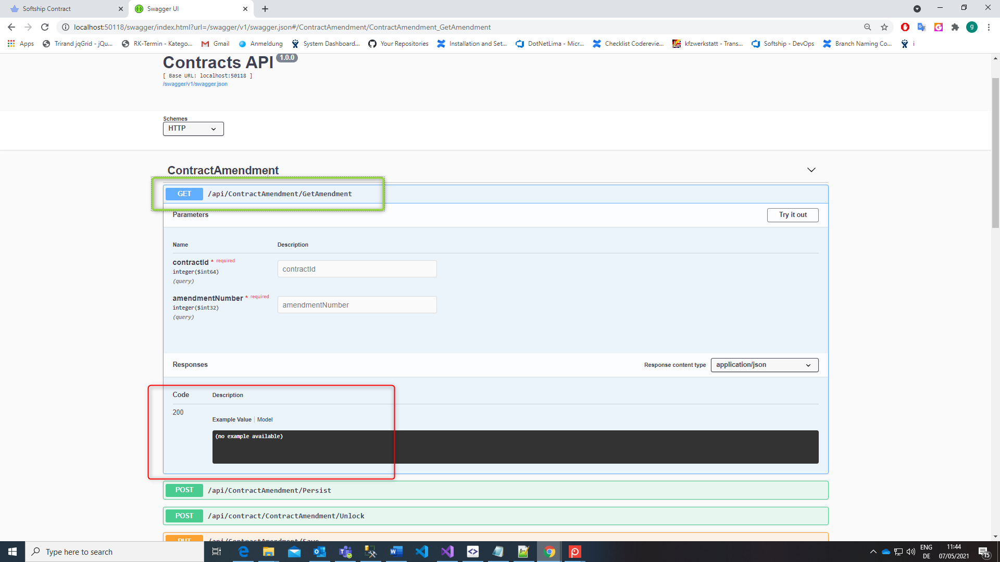 Softship Contract
Swagger UI
localhost:50118/swagger/index.html?url=/swagger/v1/swagger.json#/ContractAmendment/ContractAmendment_GetAmendment
g
Apps
Trirand jqGrid - jQu...
RK-Termin - Katego...
Gmail
Anmeldung
System Dashboard...
Your Repositories
Installation and Set...
DotNetLima - Micr...
Checklist Coderevie...
kfzwerkstatt - Trans...
Softship - DevOps
Branch Naming Co...
i
Contracts API 1.0.0
[ Base URL: localhost:50118 ]
/swagger/v1/swagger.json
Schemes
HTTP
ContractAmendment
GET /api/ContractAmendment/GetAmendment
Parameters
Try it out
Name Description
contractId * required
integer($int64)
(query)
contractId
amendmentNumber * required
integer($int32)
(query)
amendmentNumber
Responses
Response content type application/json
Code Description
200
Example Value Model
(no example available)
POST /api/ContractAmendment/Persist
POST /api/contract/ContractAmendment/Unlock
PUT /api/ContractAmendment/Save
Type here to search
ENG
DE
11:44
07/05/2021
15